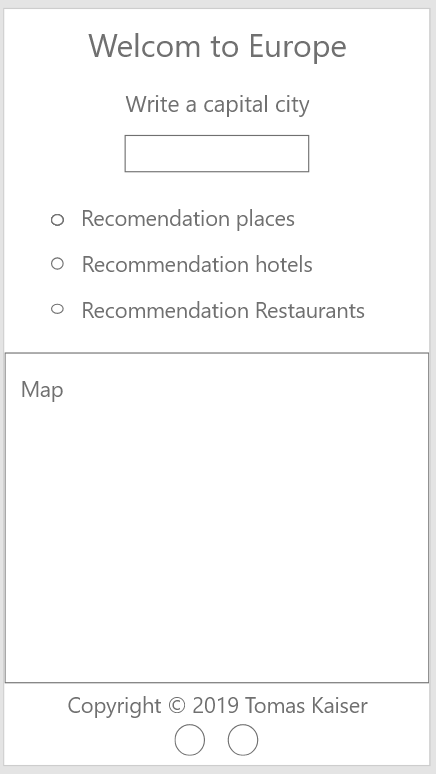 Welcom to Europe
Write a capital city
Recomendation places
Recommendation hotels
Recommendation Restaurants
Map
Copyright © 2019 Tomas Kaiser